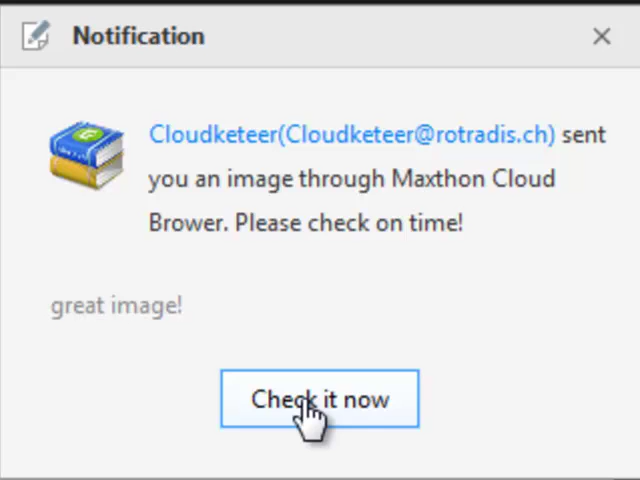 Notification
Cloudketeer(Cloudketeer@rotradis.ch) sent
you an image through Maxthon Cloud
Brower. Please check on time!
great image!
Check it now